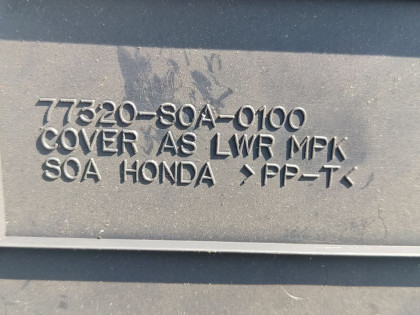 77320-S0A-0100
COVER AS LWR MPK
S0A HONDA >PP-T<